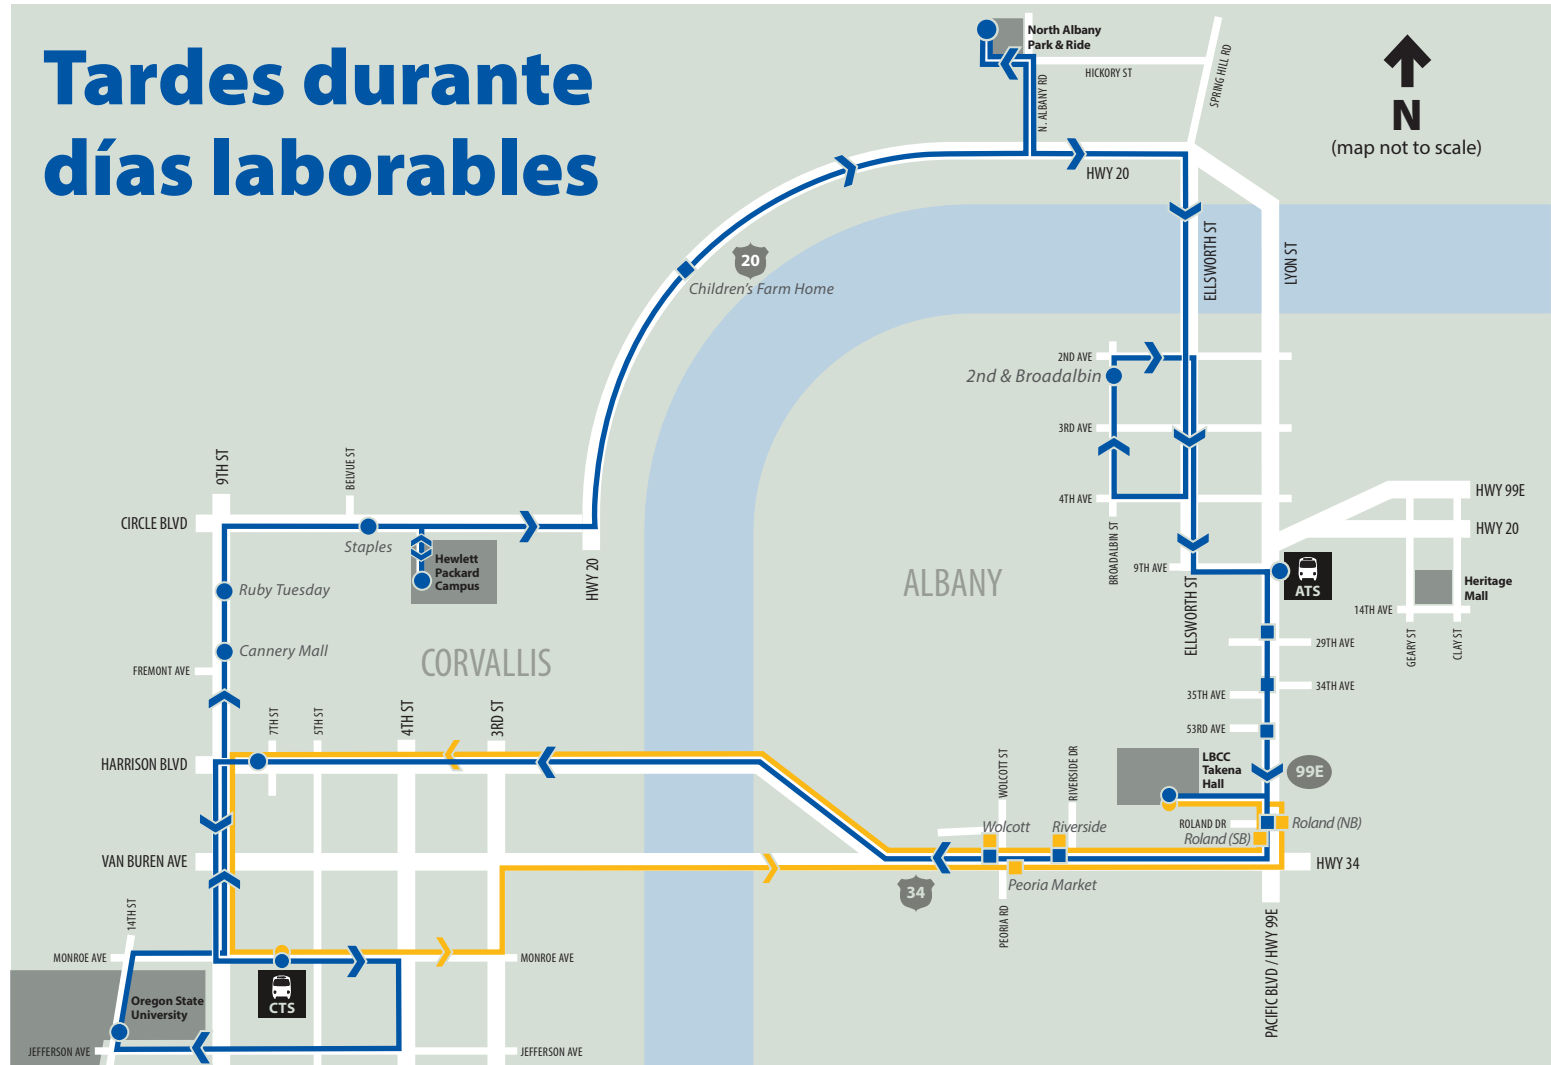 Tardes durante
días laborables
North Albany
Park & Ride
HICKORY ST
N. ALBANY RD
SPRING HILL RD
N
(map not to scale)
HWY 20
20
Children's Farm Home
ELLSWORTH ST
LYON ST
2ND AVE
2nd & Broadalbin
3RD AVE
4TH AVE
BROADALBIN ST
9TH AVE
ELLSWORTH ST
ATS
HWY 99E
HWY 20
Heritage
Mall
14TH AVE
GEARY ST
CLAY ST
9TH ST
BELVUE ST
CIRCLE BLVD
Staples
Hewlett
Packard
Campus
HWY 20
Ruby Tuesday
Cannery Mall
FREMONT AVE
CORVALLIS
ALBANY
29TH AVE
34TH AVE
35TH AVE
53RD AVE
7TH ST
5TH ST
4TH ST
3RD ST
HARRISON BLVD
LBCC
Takena
Hall
99E
WOLCOTT ST
RIVERSIDE DR
Wolcott
Riverside
ROLAND DR
Roland (NB)
Roland (SB)
VAN BUREN AVE
HWY 34
Peoria Market
34
PEORIA RD
PACIFIC BLVD / HWY 99E
14TH ST
MONROE AVE
MONROE AVE
CTS
Oregon State
University
JEFFERSON AVE
JEFFERSON AVE